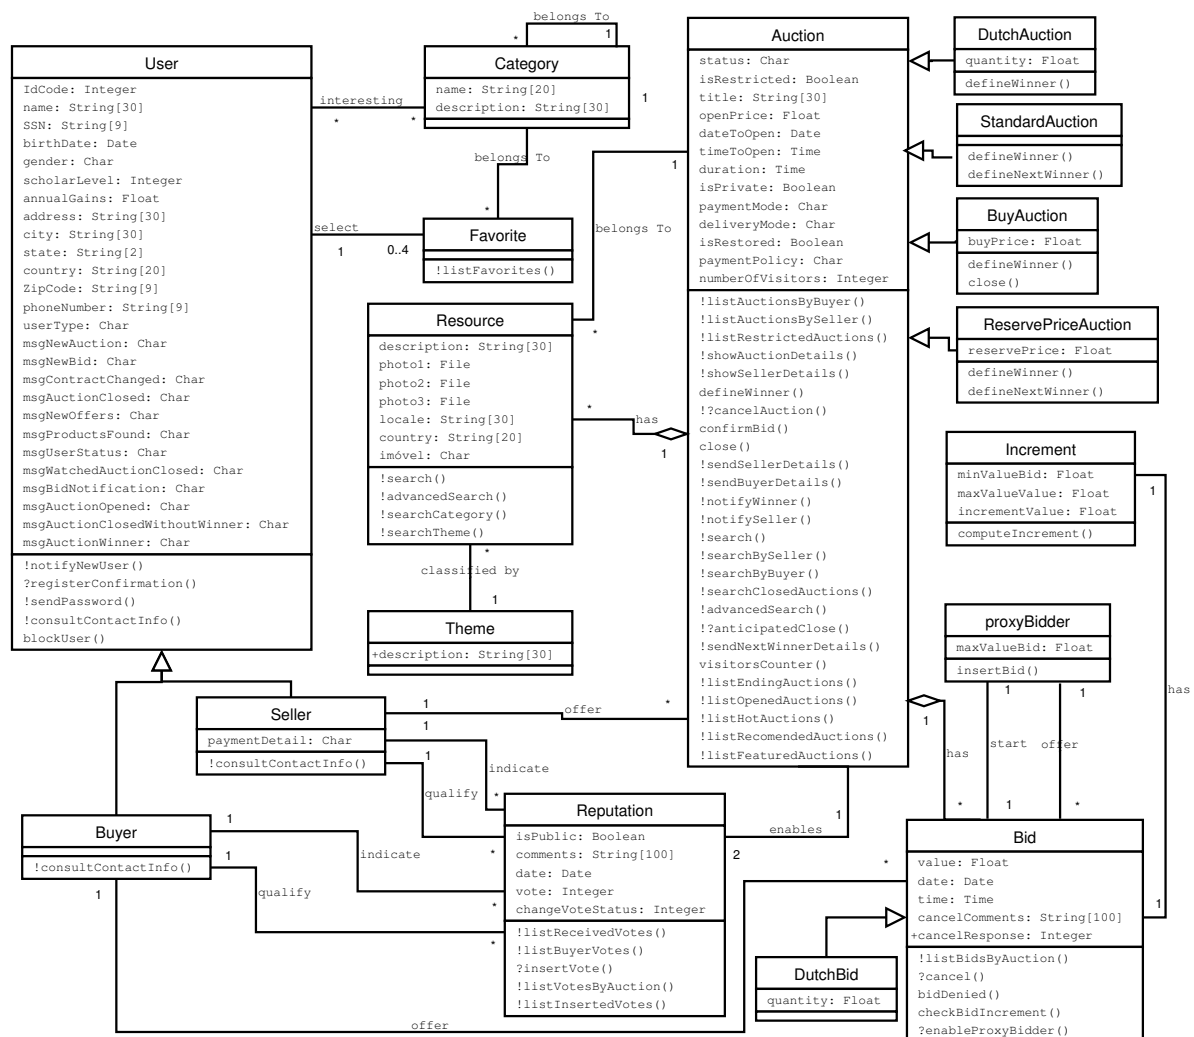 User
IdCode: Integer
name: String[30]
SSN: String[9]
birthDate: Date
gender: Char
scholarLevel: Integer
annualGains: Float
address: String[30]
city: String[30]
state: String[2]
country: String[20]
ZipCode: String[9]
phoneNumber: String[9]
userType: Char
msgNewAuction: Char
msgNewBid: Char
msgContractChanged: Char
msgAuctionClosed: Char
msgNewOffers: Char
msgProductsFound: Char
msgUserStatus: Char
msgWatchedAuctionClosed: Char
msgBidNotification: Char
msgAuctionOpened: Char
msgAuctionClosedWithoutWinner: Char
msgAuctionWinner: Char
!notifyNewUser()
?registerConfirmation()
!sendPassword()
!consultContactInfo()
blockUser()
belongs To
*
1
Category
name: String[20]
description: String[30]
1
interesting
*
*
belongs To
*
select
1
0..4
Favorite
!listFavorites()
Resource
description: String[30]
photo1: File
photo2: File
photo3: File
locale: String[30]
country: String[20]
imóvel: Char
!search()
!advancedSearch()
!searchCategory()
!searchTheme()
1
belongs To
*
*
has
1
*
classified by
1
Theme
+description: String[30]
Auction
status: Char
isRestricted: Boolean
title: String[30]
openPrice: Float
dateToOpen: Date
timeToOpen: Time
duration: Time
isPrivate: Boolean
paymentMode: Char
deliveryMode: Char
isRestored: Boolean
paymentPolicy: Char
numberOfVisitors: Integer
!listAuctionsByBuyer()
!listAuctionsBySeller()
!listRestrictedAuctions()
!showAuctionDetails()
!showSellerDetails()
defineWinner()
!?cancelAuction()
confirmBid()
close()
!sendSellerDetails()
!sendBuyerDetails()
!notifyWinner()
!notifySeller()
!search()
!searchBySeller()
!searchByBuyer()
!searchClosedAuctions()
!advancedSearch()
!?anticipatedClose()
!sendNextWinnerDetails()
visitorsCounter()
!listEndingAuctions()
!listOpenedAuctions()
!listHotAuctions()
!listRecomendedAuctions()
!listFeaturedAuctions()
DutchAuction
quantity: Float
defineWinner()
StandardAuction
defineWinner()
defineNextWinner()
BuyAuction
buyPrice: Float
defineWinner()
close()
ReservePriceAuction
reservePrice: Float
defineWinner()
defineNextWinner()
Increment
minValueBid: Float
maxValueValue: Float
incrementValue: Float
computeIncrement()
1
has
1
proxyBidder
maxValueBid: Float
insertBid()
1
1
start
offer
1
*
1
has
*
Seller
paymentDetail: Char
!consultContactInfo()
1
offer
*
1
indicate
*
1
qualify
*
Buyer
!consultContactInfo()
1
indicate
*
1
qualify
*
1
offer
*
Reputation
isPublic: Boolean
comments: String[100]
date: Date
vote: Integer
changeVoteStatus: Integer
!listReceivedVotes()
!listBuyerVotes()
?insertVote()
!listVotesByAuction()
!listInsertedVotes()
1
enables
2
Bid
value: Float
date: Date
time: Time
cancelComments: String[100]
+cancelResponse: Integer
!listBidsByAuction()
?cancel()
bidDenied()
checkBidIncrement()
?enableProxyBidder()
DutchBid
quantity: Float